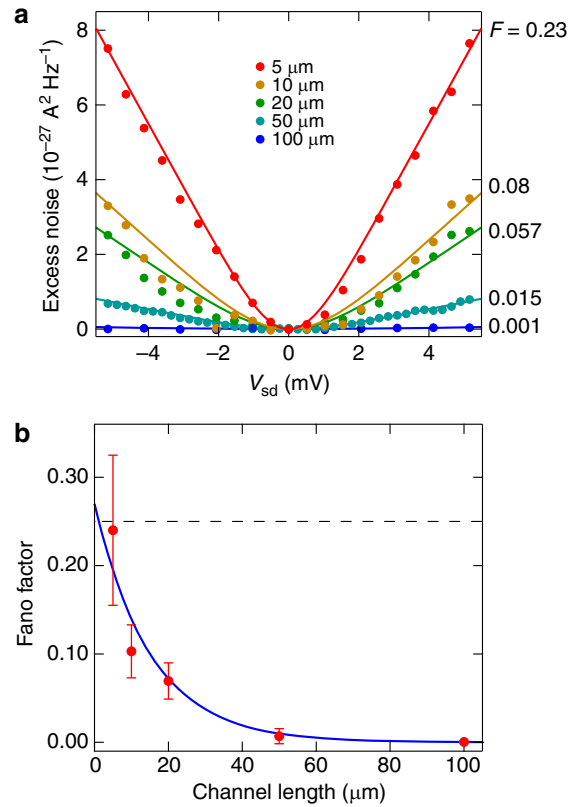 a
8
6
4
2
0
Excess noise (10⁻²⁷ A² Hz⁻¹)
5 μm
10 μm
20 μm
50 μm
100 μm
F = 0.23
0.08
0.057
0.015
0.001
−4
−2
0
2
4
Vsd (mV)
b
0.30
0.20
0.10
0.00
Fano factor
0
20
40
60
80
100
Channel length (μm)